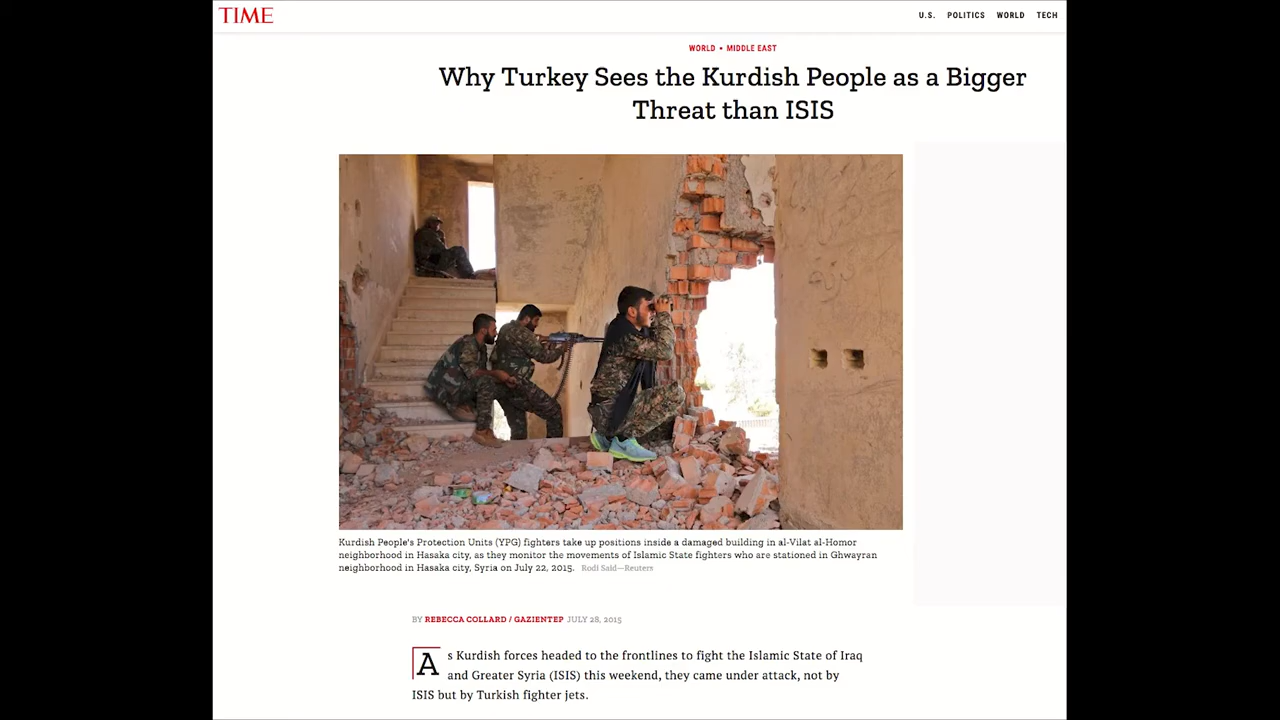 TIME
U.S. POLITICS WORLD TECH
WORLD • MIDDLE EAST
Why Turkey Sees the Kurdish People as a Bigger
Threat than ISIS
Kurdish People's Protection Units (YPG) fighters take up positions inside a damaged building in al-Vilat al-Homor
neighborhood in Hasaka city, as they monitor the movements of Islamic State fighters who are stationed in Ghwayran
neighborhood in Hasaka city, Syria on July 22, 2015. Rodi Said—Reuters
BY REBECCA COLLARD / GAZIENTEP JULY 28, 2015
As Kurdish forces headed to the frontlines to fight the Islamic State of Iraq
and Greater Syria (ISIS) this weekend, they came under attack, not by
ISIS but by Turkish fighter jets.